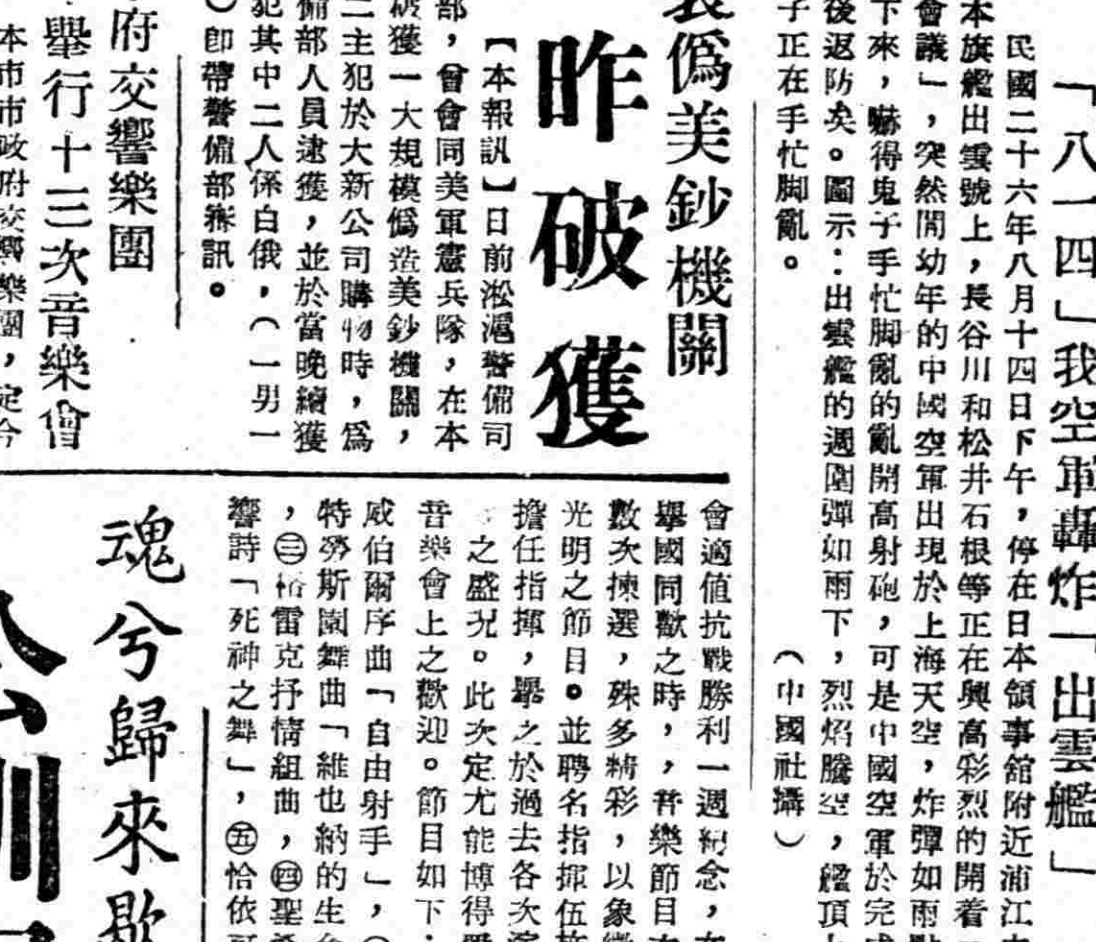 「八一四」我空軍轟炸「出雲艦」
民國二十六年八月十四日下午，停在日本領事舘附近浦江
本旗艦出雲號上，長谷川和松井石根等正在興高彩烈的開着
會議」，突然間幼年的中國空軍出現於上海天空，炸彈如雨
下來，嚇得鬼子手忙脚亂的亂開高射砲，可是中國空軍於完
後返防矣。圖示：出雲艦的週圍彈如雨下，烈焰騰空，艦頂
子正在手忙脚亂。
（中國社攝）
僞美鈔機關
昨破獲
【本報訊】日前淞滬警備司
部，曾會同美軍憲兵隊，在本
破獲一大規模僞造美鈔機關，
二主犯於大新公司購物時，爲
備部人員逮獲，並於當晚續獲
犯其中二人係白俄，（一男一
）卽帶警備部審訊。
府交響樂團
舉行十三次音樂會
本市市政府交響樂團，定今
會適值抗戰勝利一週紀念，
舉國同歡之時，音樂節目
數次揀選，殊多精彩，以象
光明之節目。並聘名指揮伍
擔任指揮，舉之於過去各次
之盛況。此次定尤能博得
音樂會上之歡迎。節目如下：
威伯爾序曲「自由射手」，
特勞斯圓舞曲「維也納的生
，㊂恰雷克抒情組曲，㊃聖
響詩「死神之舞」，㊄恰依
魂兮歸來